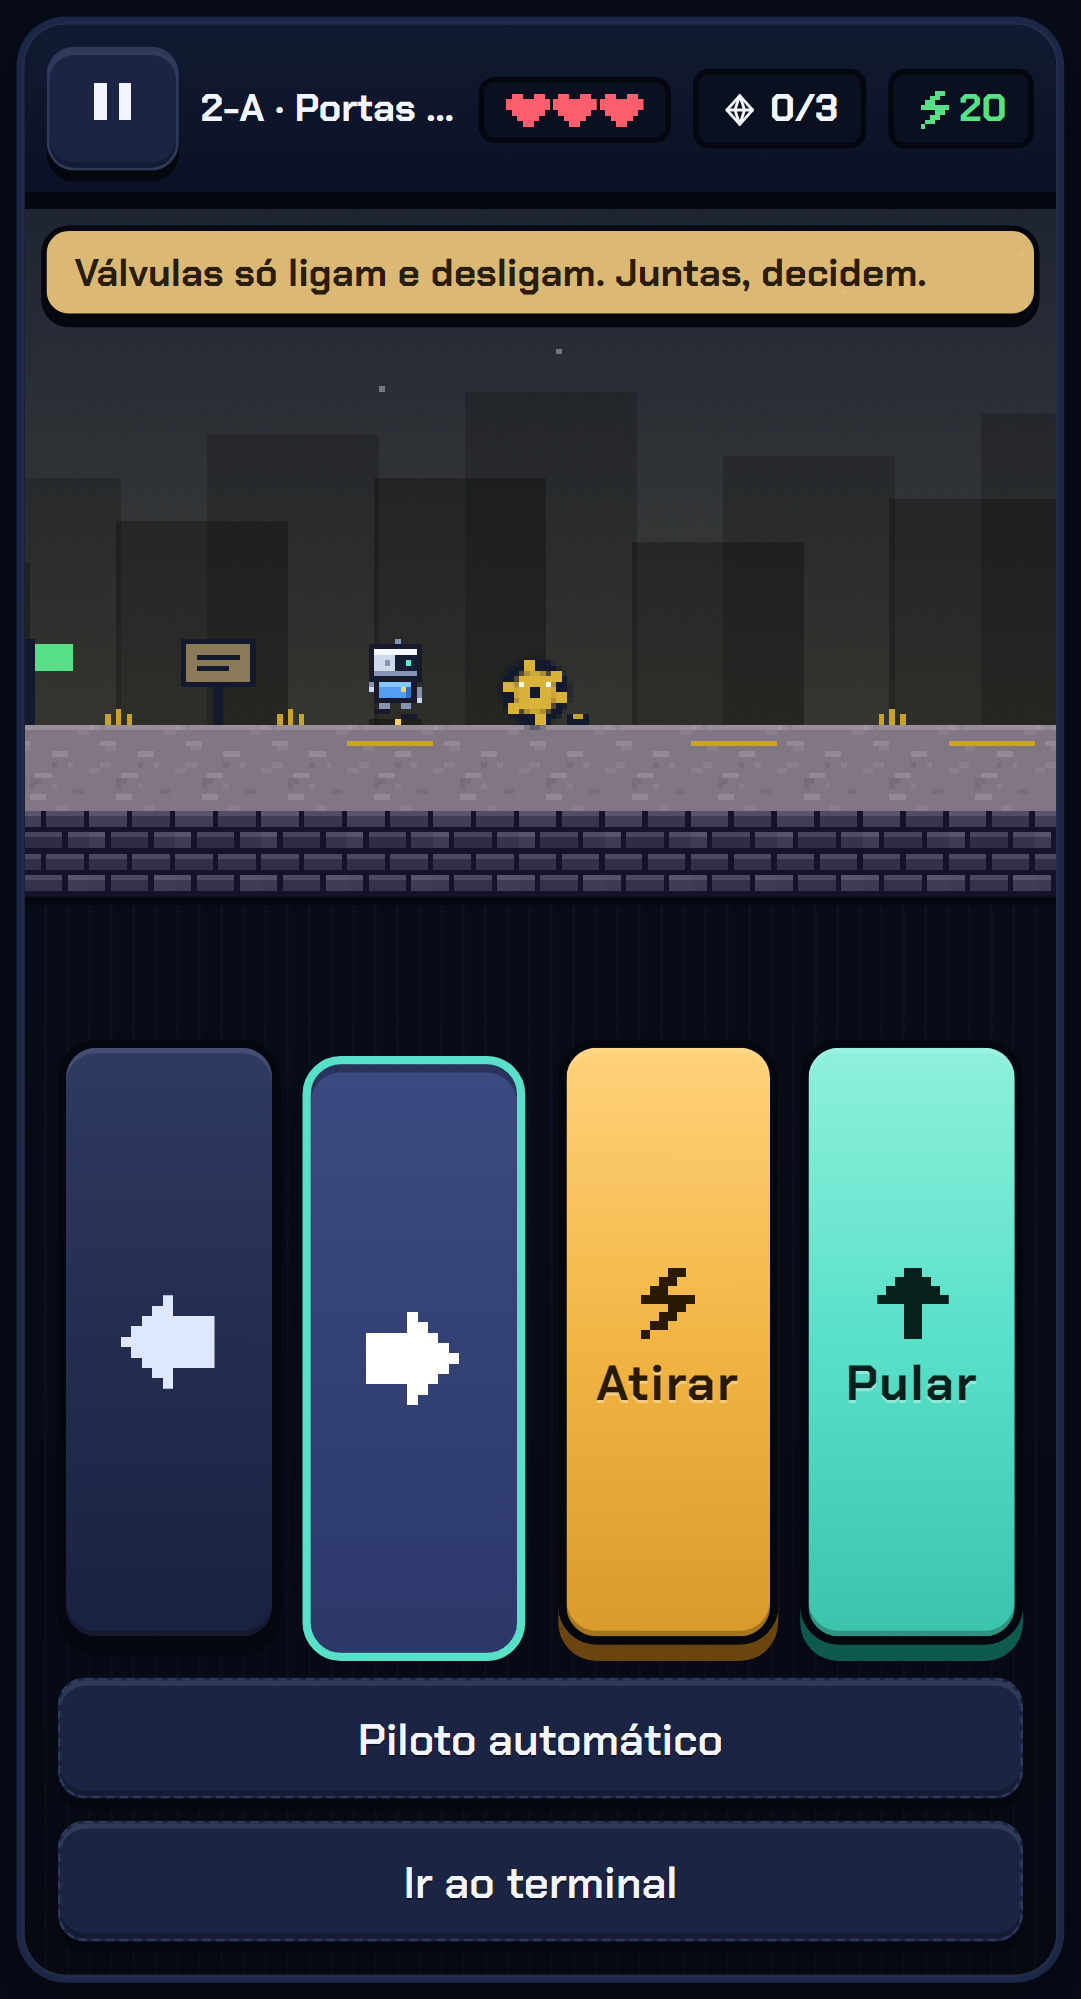 2-A · Portas ...
0/3
20
Válvulas só ligam e desligam. Juntas, decidem.
Atirar
Pular
Piloto automático
Ir ao terminal